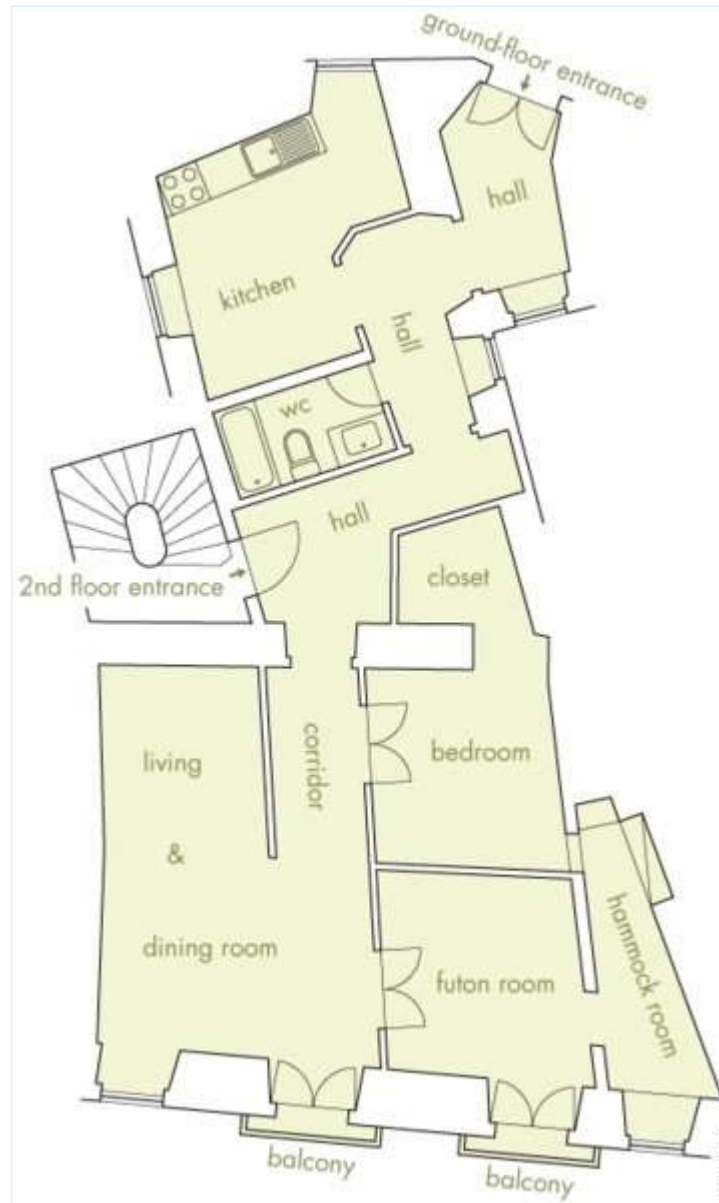 ground-floor entrance
hall
kitchen
hall
wc
hall
2nd floor entrance
closet
living
&
dining room
corridor
bedroom
futon room
hammock room
balcony
balcony